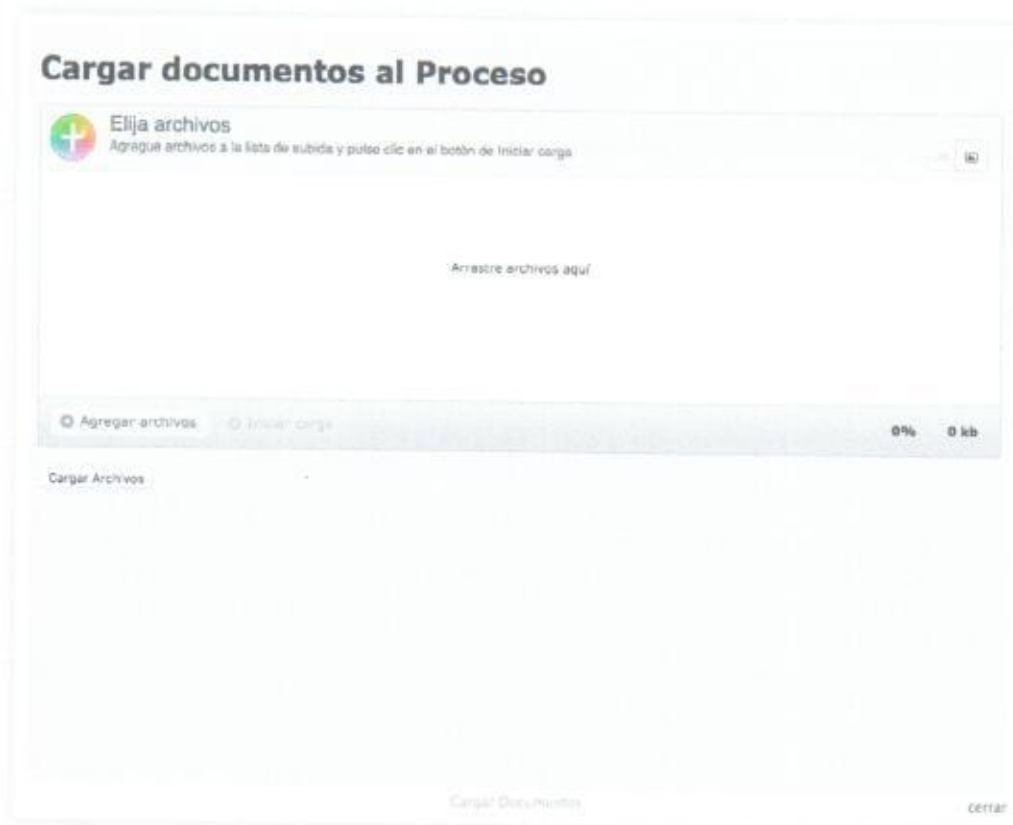 Cargar documentos al Proceso
Elija archivos
Agregue archivos a la lista de subida y pulse clic en el botón de Iniciar carga
Arrastre archivos aquí
Agregar archivos
Iniciar carga
0%
0 kb
Cargar Archivos
Cargar Documentos
cerrar